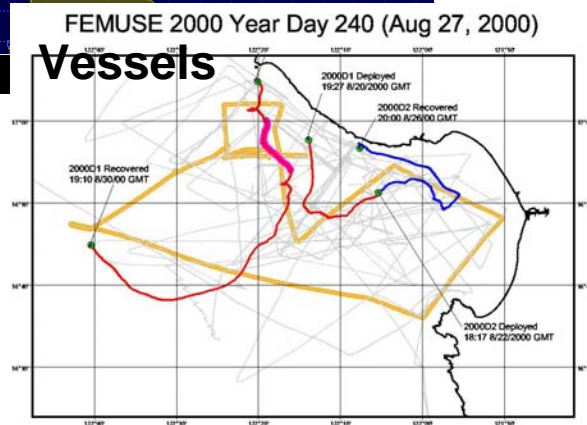 FEMUSE 2000 Year Day 240 (Aug 27, 2000)
Vessels
2000D1 Deployed
19:27 8/20/2000 GMT
2000D2 Recovered
20:00 8/26/00 GMT
2000D1 Recovered
19:10 8/30/00 GMT
2000D2 Deployed
18:17 8/22/2000 GMT